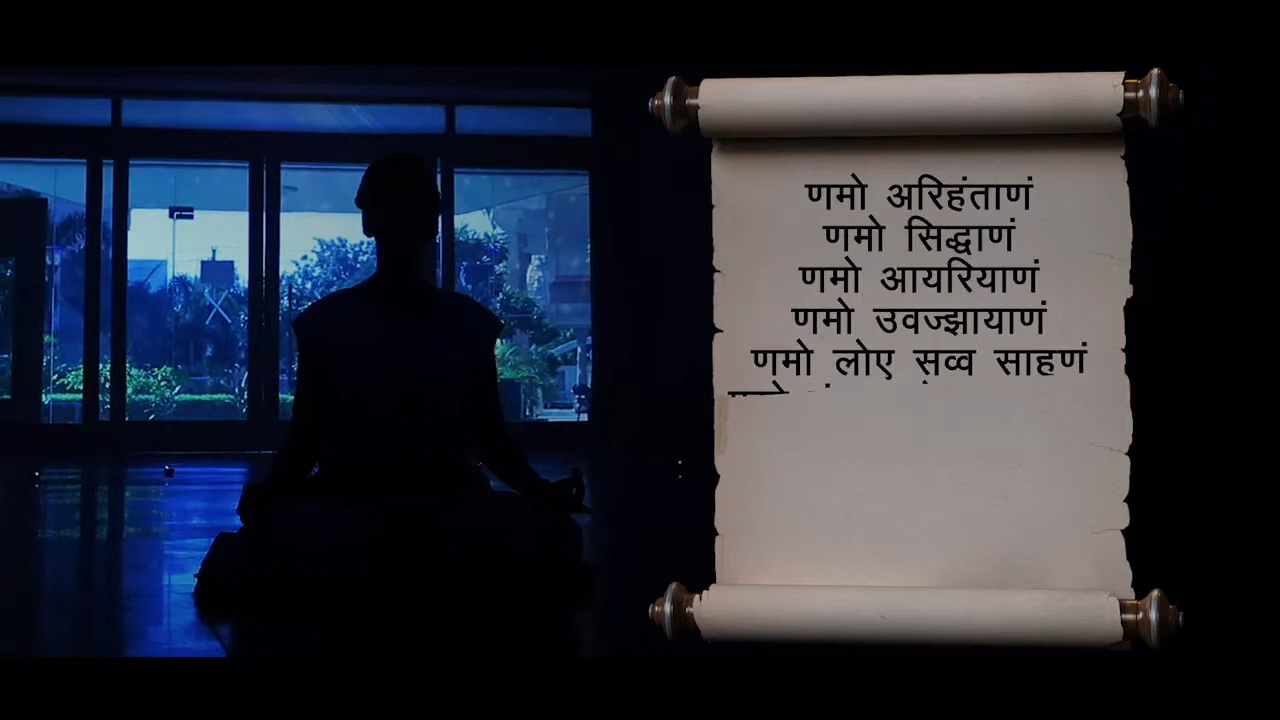 णमो अरिहंताणं
णमो सिद्धाणं
णमो आयरियाणं
णमो उवज्झायाणं
णमो लोए सव्व साहणं